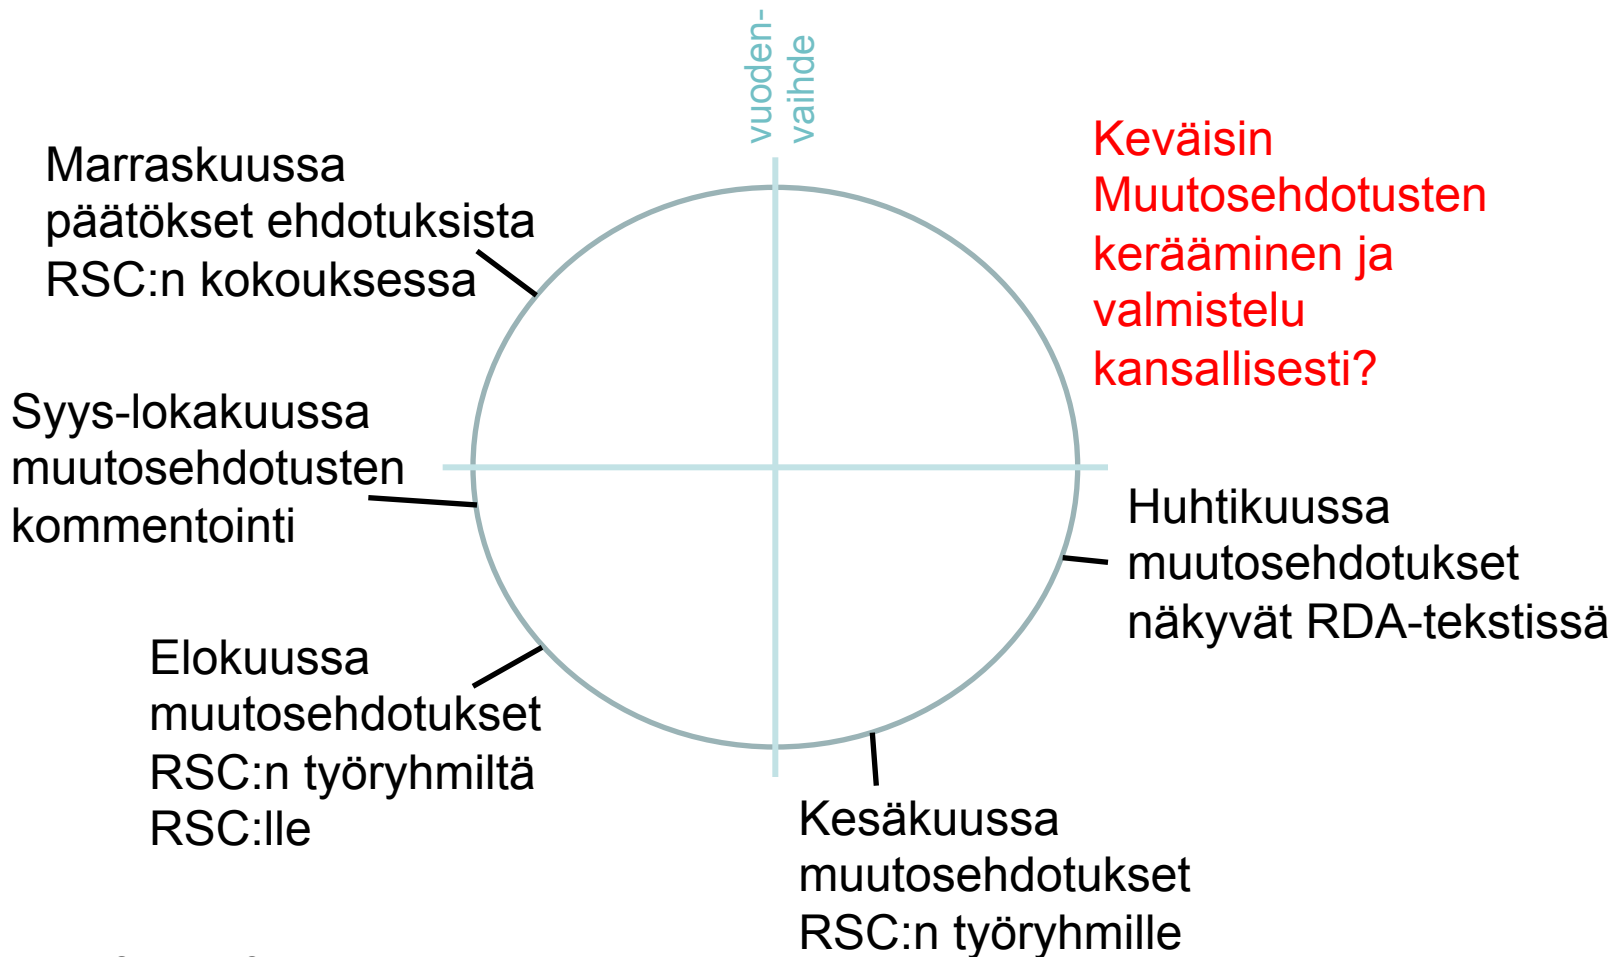 vuoden-
vaihde
Keväisin
Muutosehdotusten
kerääminen ja
valmistelu
kansallisesti?
Huhtikuussa
muutosehdotukset
näkyvät RDA-tekstissä
Kesäkuussa
muutosehdotukset
RSC:n työryhmille
Elokuussa
muutosehdotukset
RSC:n työryhmiltä
RSC:lle
Syys-lokakuussa
muutosehdotusten
kommentointi
Marraskuussa
päätökset ehdotuksista
RSC:n kokouksessa